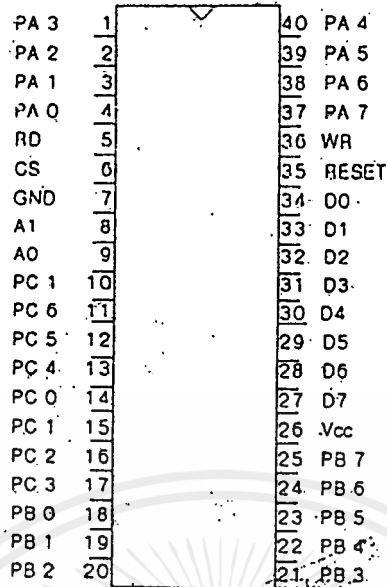 PA 3 1 40 PA 4
PA 2 2 39 PA 5
PA 1 3 38 PA 6
PA 0 4 37 PA 7
RD 5 36 WR
CS 6 35 RESET
GND 7 34 D0
A1 8 33 D1
A0 9 32 D2
PC 1 10 31 D3
PC 6 11 30 D4
PC 5 12 29 D5
PC 4 13 28 D6
PC 0 14 27 D7
PC 1 15 26 Vcc
PC 2 16 25 PB 7
PC 3 17 24 PB 6
PB 0 18 23 PB 5
PB 1 19 22 PB 4
PB 2 20 21 PB 3